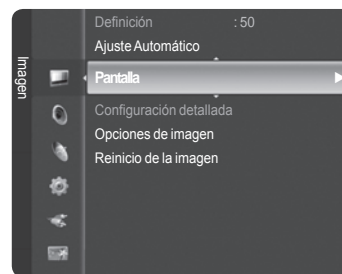 Imagen
Definición : 50
Ajuste Automático
Pantalla
Configuración detallada
Opciones de imagen
Reinicio de la imagen